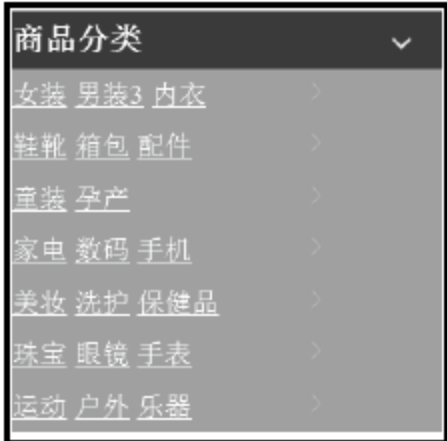 商品分类
女装 男装3 内衣
鞋靴 箱包 配件
童装 孕产
家电 数码 手机
美妆 洗护 保健品
珠宝 眼镜 手表
运动 户外 乐器